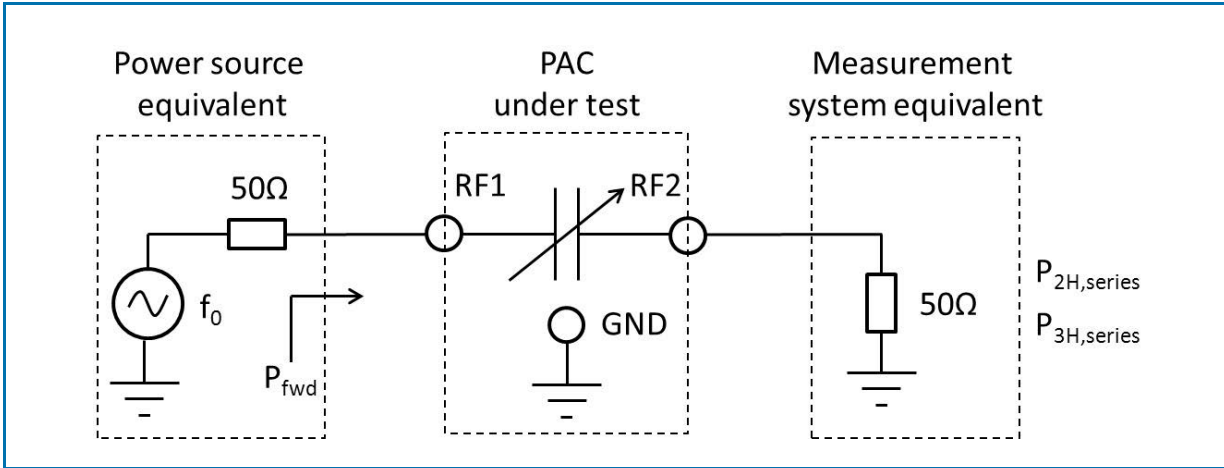 Power source
equivalent
PAC
under test
Measurement
system equivalent
50Ω
RF1
RF2
f₀
P_fwd
GND
50Ω
P₂H,series
P₃H,series